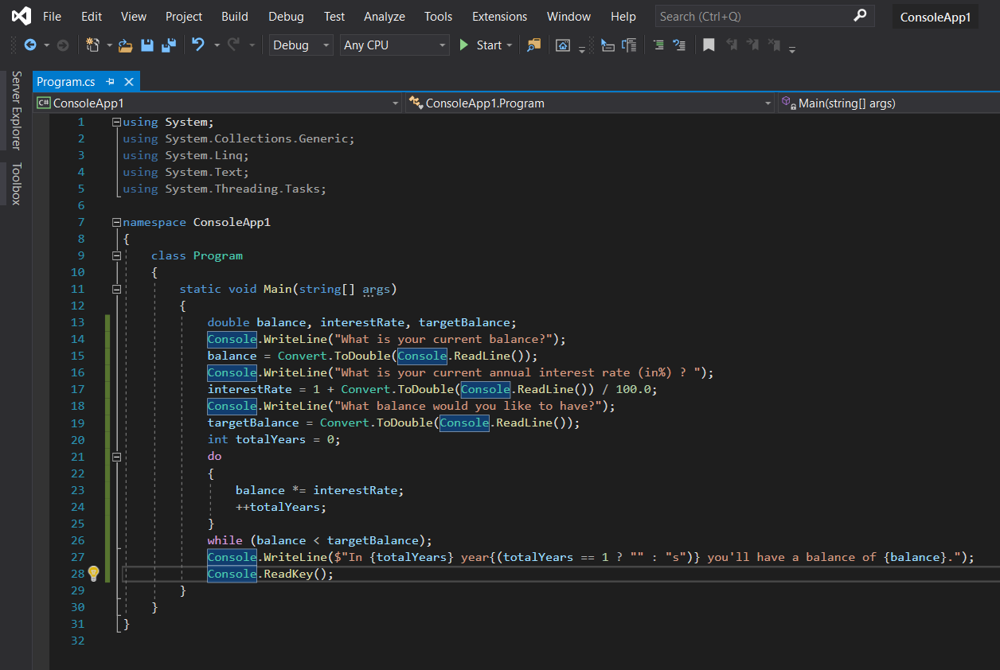 File Edit View Project Build Debug Test Analyze Tools Extensions Window Help Search (Ctrl+Q) ConsoleApp1
Debug Any CPU Start
Server Explorer
Toolbox
Program.cs
C# ConsoleApp1 ConsoleApp1.Program Main(string[] args)
1 using System;
2 using System.Collections.Generic;
3 using System.Linq;
4 using System.Text;
5 using System.Threading.Tasks;
6
7 namespace ConsoleApp1
8 {
9 class Program
10 {
11 static void Main(string[] args)
12 {
13 double balance, interestRate, targetBalance;
14 Console.WriteLine("What is your current balance?");
15 balance = Convert.ToDouble(Console.ReadLine());
16 Console.WriteLine("What is your current annual interest rate (in%) ? ");
17 interestRate = 1 + Convert.ToDouble(Console.ReadLine()) / 100.0;
18 Console.WriteLine("What balance would you like to have?");
19 targetBalance = Convert.ToDouble(Console.ReadLine());
20 int totalYears = 0;
21 do
22 {
23 balance *= interestRate;
24 ++totalYears;
25 }
26 while (balance < targetBalance);
27 Console.WriteLine($"In {totalYears} year{(totalYears == 1 ? "" : "s")} you'll have a balance of {balance}.");
28 Console.ReadKey();
29 }
30 }
31 }
32